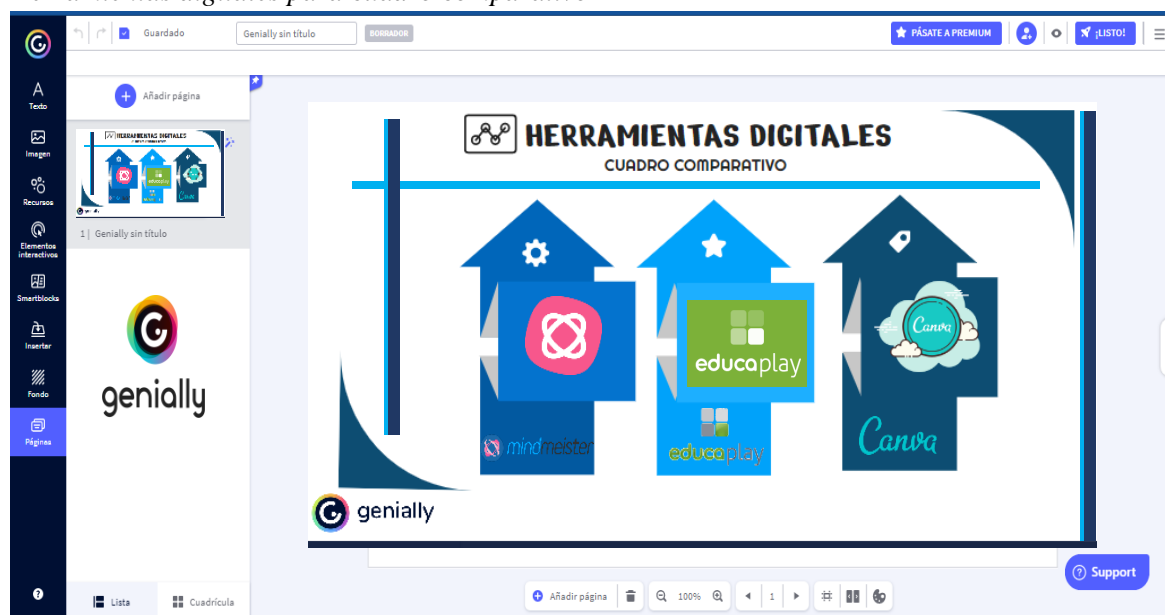 Guardado
Genially sin título
BORRADOR
PÁSATE A PREMIUM
¡LISTO!
Texto
Imagen
Recursos
Elementos
interactivos
Smartblocks
Insertar
Fondo
Páginas
Añadir página
HERRAMIENTAS DIGITALES
1 | Genially sin título
genially
Lista
Cuadrícula
HERRAMIENTAS DIGITALES
CUADRO COMPARATIVO
educaplay
Canva
mindmeister
educaplay
Canva
genially
Support
Añadir página
100%
1